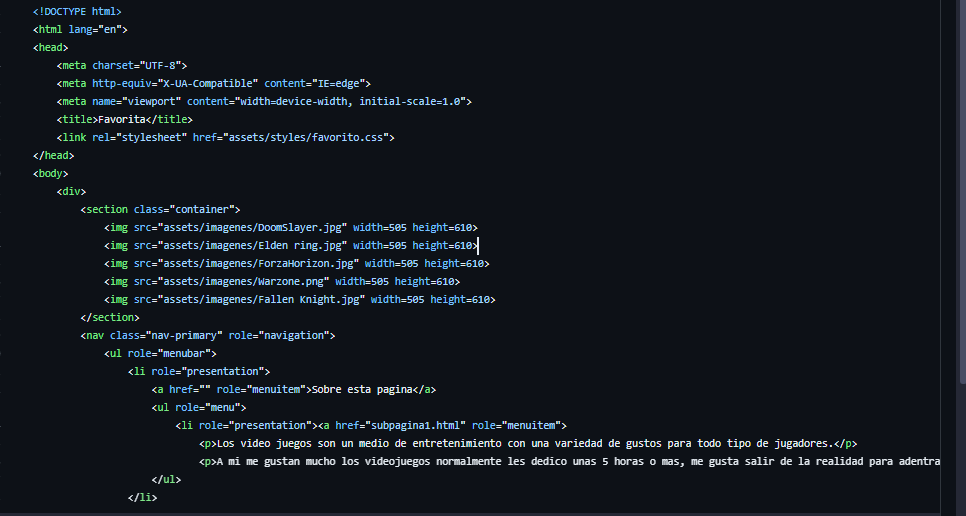 <!DOCTYPE html>
<html lang="en">
<head>
<meta charset="UTF-8">
<meta http-equiv="X-UA-Compatible" content="IE=edge">
<meta name="viewport" content="width=device-width, initial-scale=1.0">
<title>Favorita</title>
<link rel="stylesheet" href="assets/styles/favorito.css">
</head>
<body>
<div>
<section class="container">
<img src="assets/imagenes/DoomSlayer.jpg" width=505 height=610>
<img src="assets/imagenes/Elden ring.jpg" width=505 height=610>
<img src="assets/imagenes/ForzaHorizon.jpg" width=505 height=610>
<img src="assets/imagenes/Warzone.png" width=505 height=610>
<img src="assets/imagenes/Fallen Knight.jpg" width=505 height=610>
</section>
<nav class="nav-primary" role="navigation">
<ul role="menubar">
<li role="presentation">
<a href="" role="menuitem">Sobre esta pagina</a>
<ul role="menu">
<li role="presentation"><a href="subpagina1.html" role="menuitem">
<p>Los video juegos son un medio de entretenimiento con una variedad de gustos para todo tipo de jugadores.</p>
<p>A mi me gustan mucho los videojuegos normalmente les dedico unas 5 horas o mas, me gusta salir de la realidad para adentra
</ul>
</li>